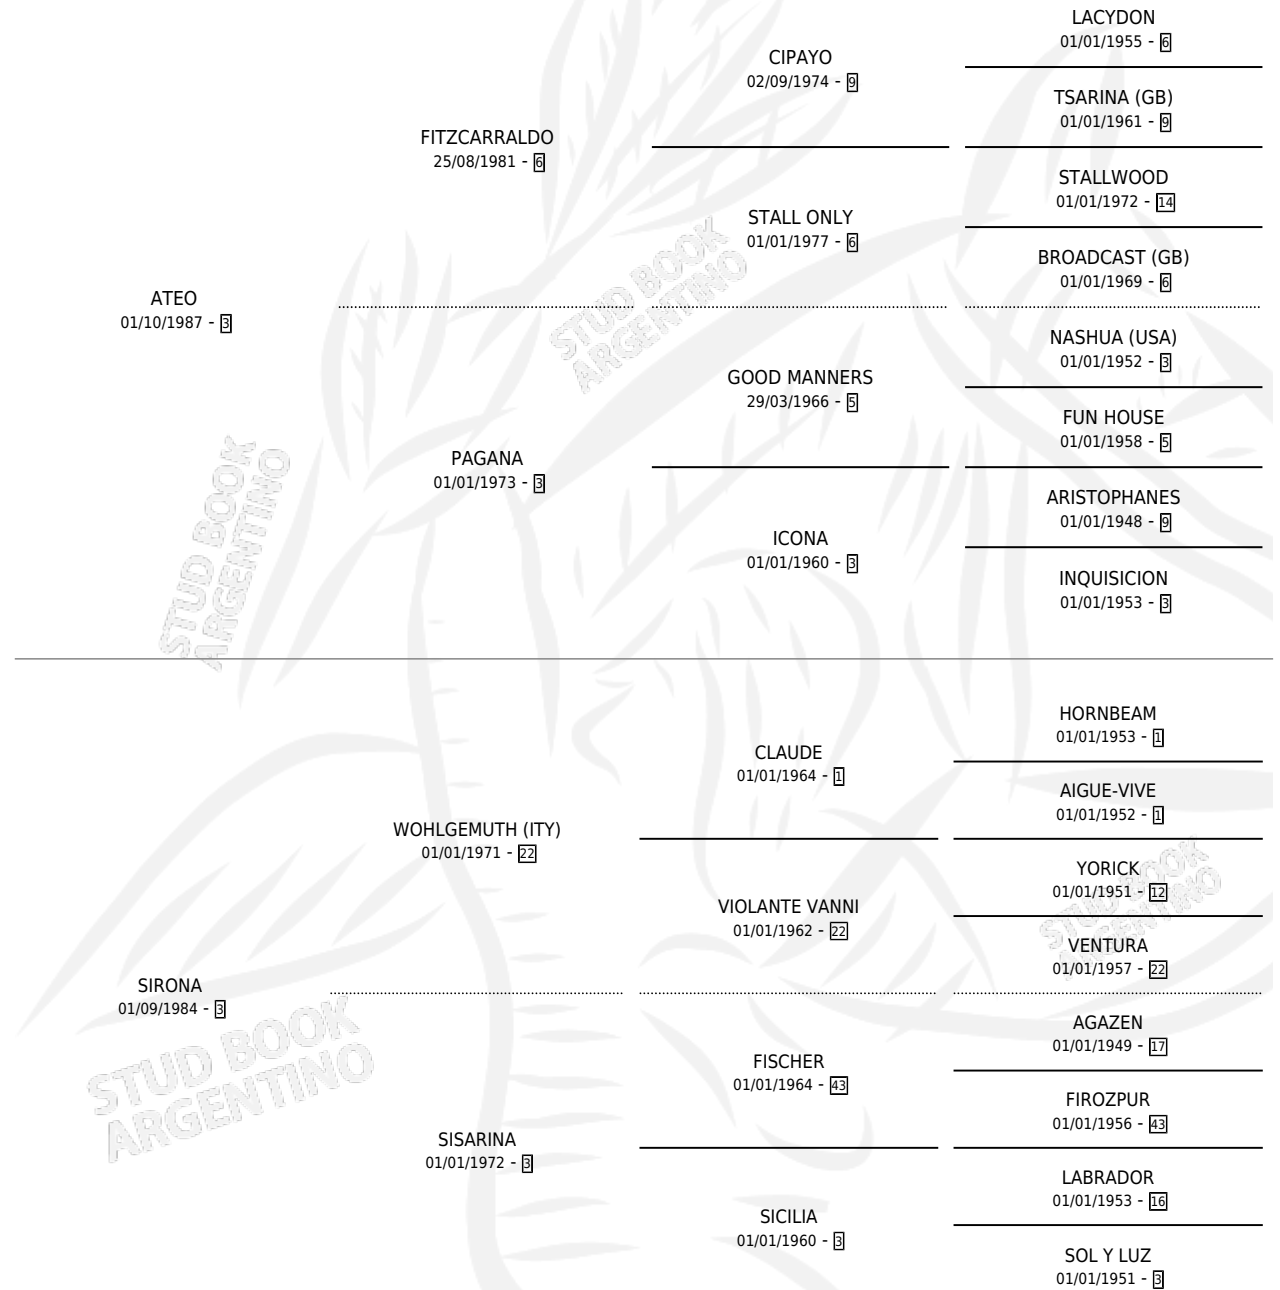 LACYDON
01/01/1955 - 6
CIPAYO
02/09/1974 - 9
TSARINA (GB)
01/01/1961 - 9
FITZCARRALDO
25/08/1981 - 6
STALLWOOD
01/01/1972 - 14
STALL ONLY
01/01/1977 - 6
BROADCAST (GB)
01/01/1969 - 6
ATEO
01/10/1987 - 3
STUD BOOK
ARGENTINO
NASHUA (USA)
01/01/1952 - 3
GOOD MANNERS
29/03/1966 - 5
FUN HOUSE
01/01/1958 - 5
PAGANA
01/01/1973 - 3
ARISTOPHANES
01/01/1948 - 9
ICONA
01/01/1960 - 3
INQUISICION
01/01/1953 - 3
STUD BOOK
ARGENTINO
HORNBEAM
01/01/1953 - 1
CLAUDE
01/01/1964 - 1
AIGUE-VIVE
01/01/1952 - 1
WOHLGEMUTH (ITY)
01/01/1971 - 22
YORICK
01/01/1951 - 12
VIOLANTE VANNI
01/01/1962 - 22
VENTURA
01/01/1957 - 22
STUD BOOK
ARGENTINO
SIRONA
01/09/1984 - 3
AGAZEN
01/01/1949 - 17
FISCHER
01/01/1964 - 43
FIROZPUR
01/01/1956 - 43
STUD BOOK
ARGENTINO
SISARINA
01/01/1972 - 3
LABRADOR
01/01/1953 - 16
SICILIA
01/01/1960 - 3
SOL Y LUZ
01/01/1951 - 3